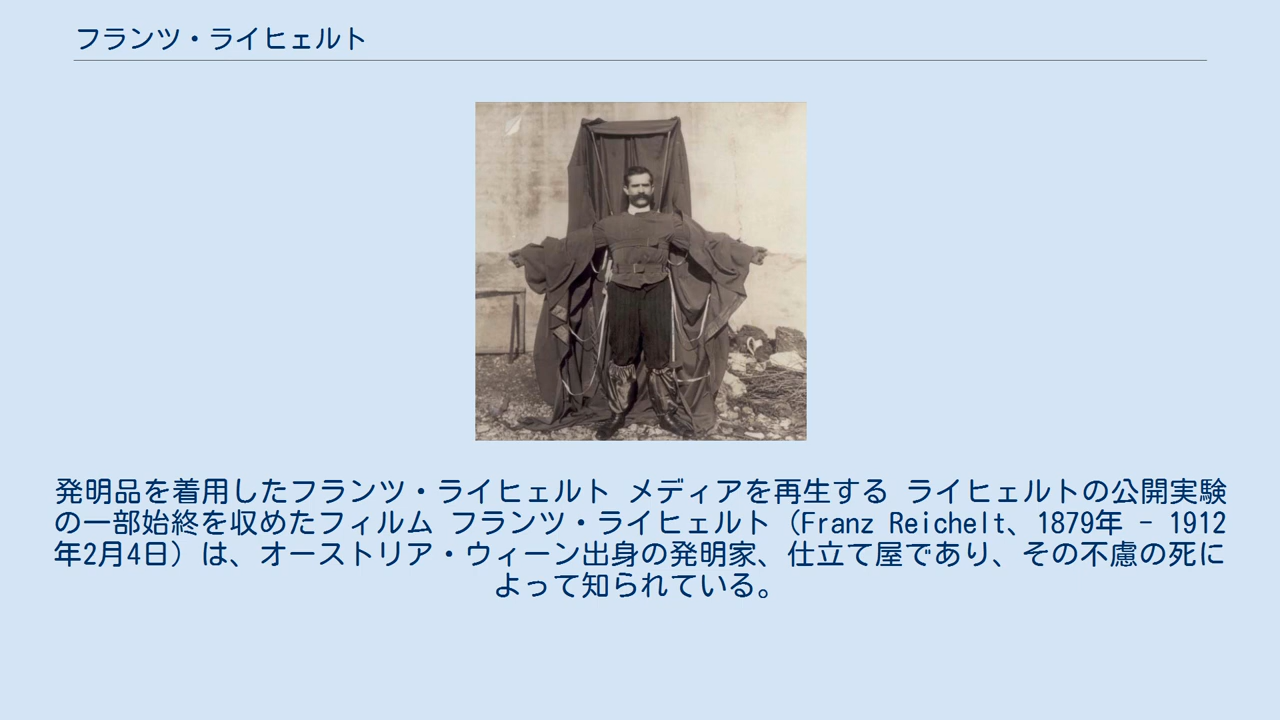 フランツ・ライヒェルト
発明品を着用したフランツ・ライヒェルト メディアを再生する ライヒェルトの公開実験
の一部始終を収めたフィルム フランツ・ライヒェルト（Franz Reichelt、1879年 - 1912
年2月4日）は、オーストリア・ウィーン出身の発明家、仕立て屋であり、その不慮の死に
よって知られている。